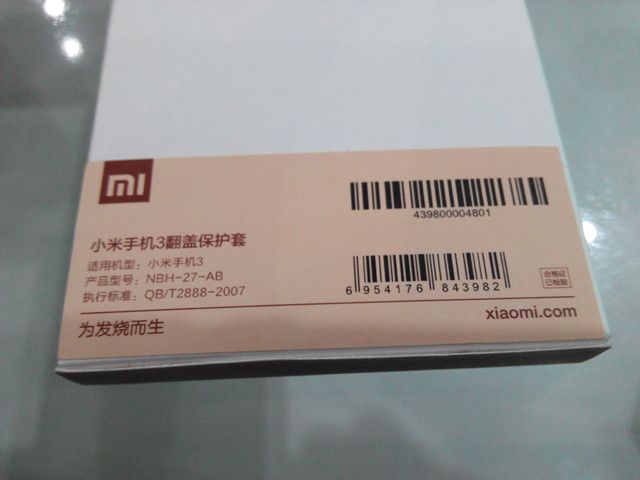 mi
小米手机3翻盖保护套
适用机型：小米手机3
产品型号：NBH-27-AB
执行标准：QB/T2888-2007
为发烧而生
439800004801
6 954176 843982
合格证
已检验
xiaomi.com